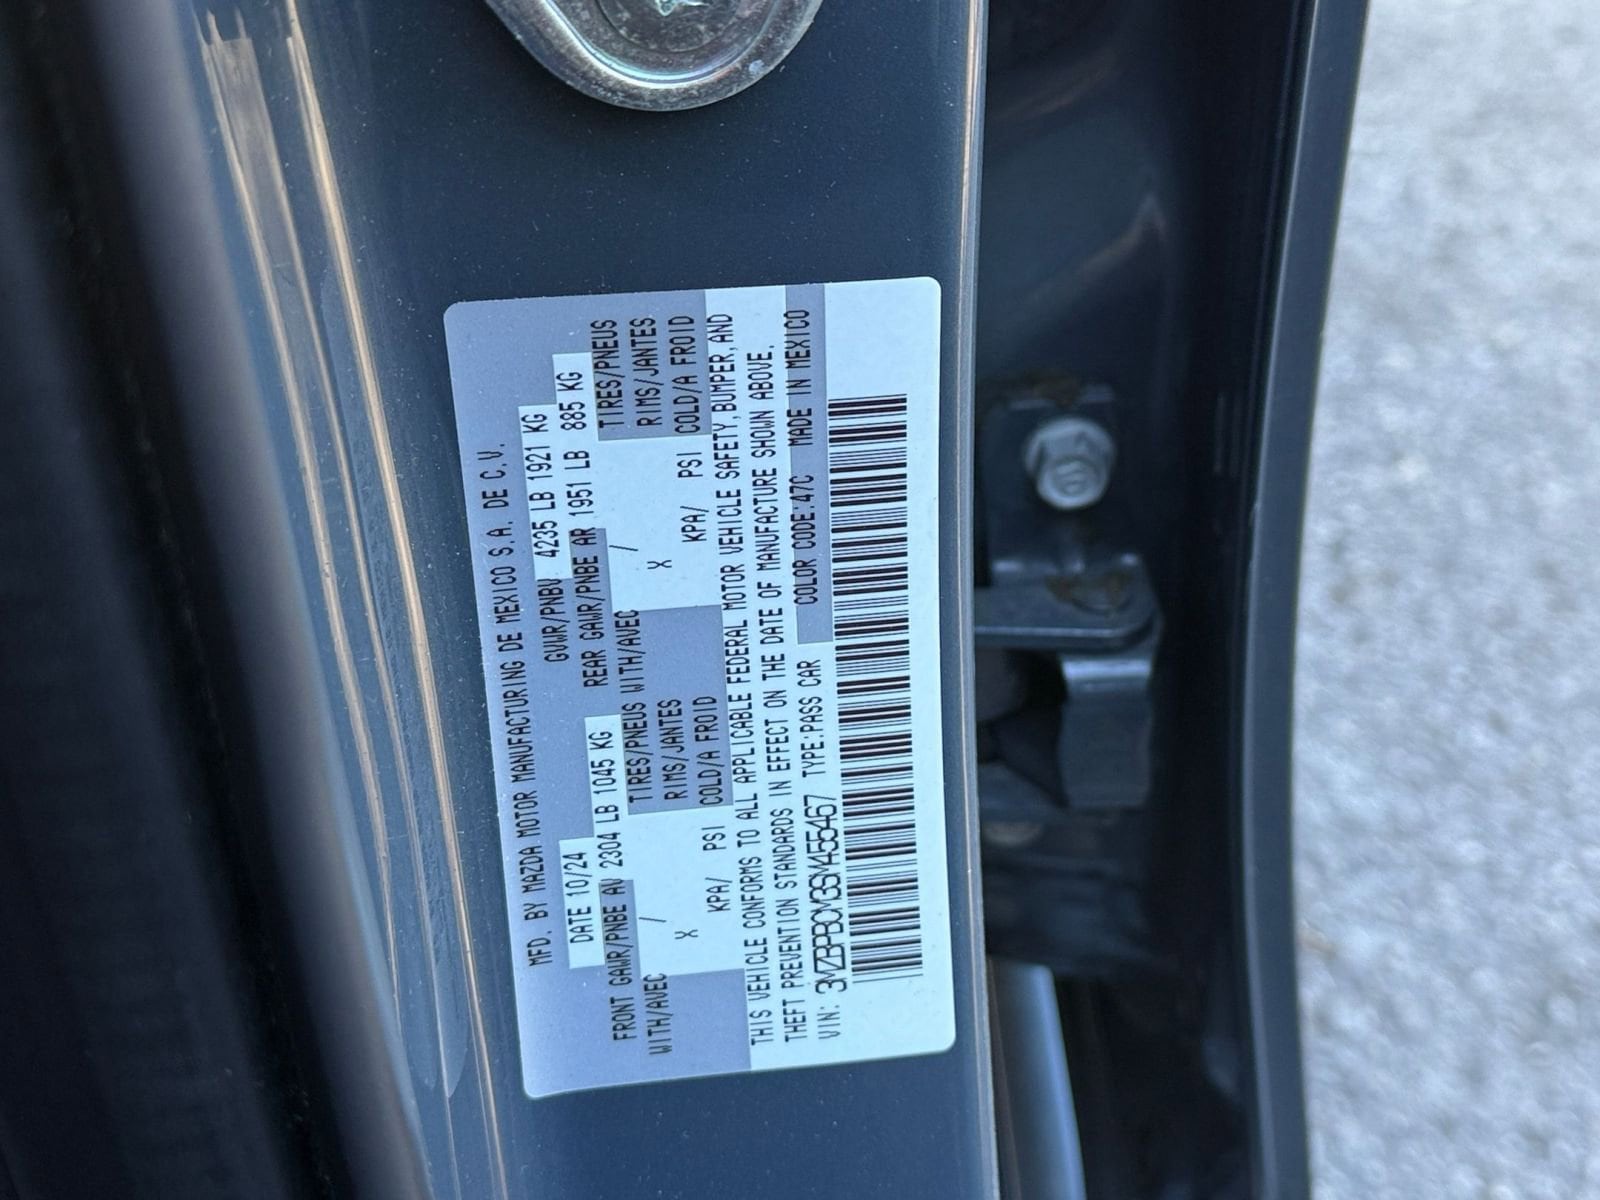 MFD. BY MAZDA MOTOR MANUFACTURING DE MEXICO S.A. DE C.V.
DATE 10/24 GVWR/PNBV 4235 LB 1921 KG
FRONT GAWR/PNBE AV 2304 LB 1045 KG REAR GAWR/PNBE AR 1951 LB 885 KG
WITH/AVEC / TIRES/PNEUS WITH/AVEC / TIRES/PNEUS
X RIMS/JANTES X RIMS/JANTES
KPA/ PSI COLD/A FROID KPA/ PSI COLD/A FROID
THIS VEHICLE CONFORMS TO ALL APPLICABLE FEDERAL MOTOR VEHICLE SAFETY, BUMPER, AND
THEFT PREVENTION STANDARDS IN EFFECT ON THE DATE OF MANUFACTURE SHOWN ABOVE.
VIN: 3MZBPBCM3SM455467 TYPE:PASS CAR COLOR CODE:47C MADE IN MEXICO